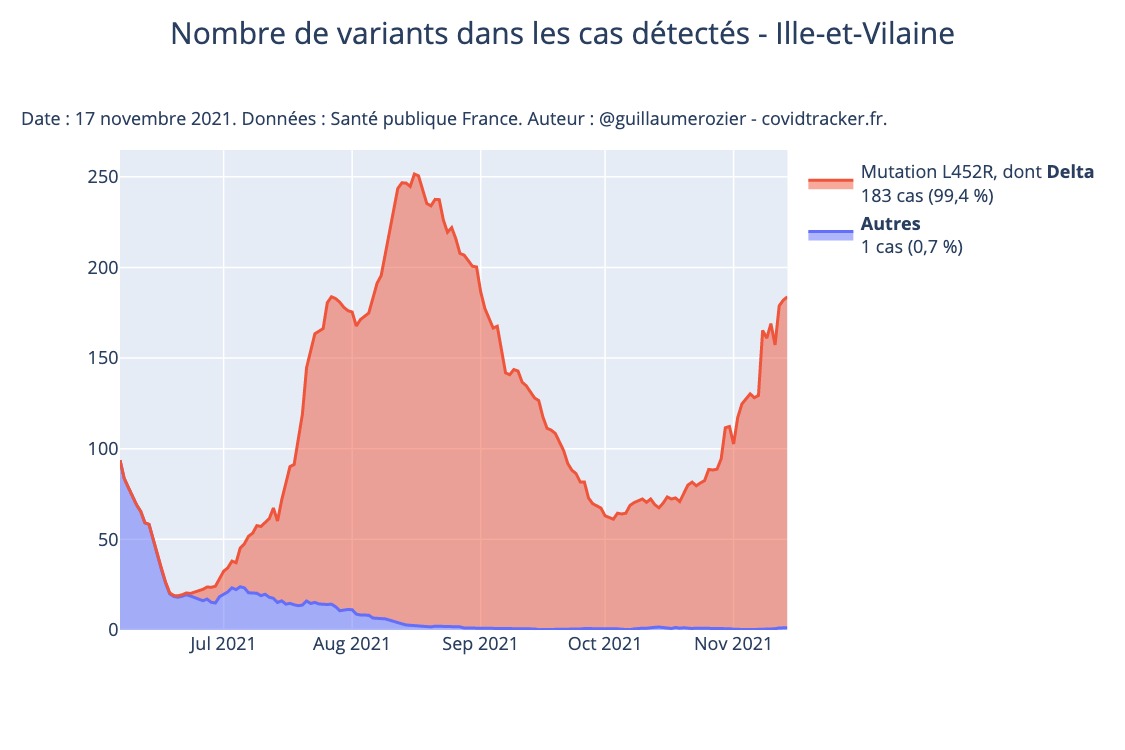 Nombre de variants dans les cas détectés - Ille-et-Vilaine
Date : 17 novembre 2021. Données : Santé publique France. Auteur : @guillaumerozier - covidtracker.fr.
Mutation L452R, dont Delta
183 cas (99,4 %)
Autres
1 cas (0,7 %)
250
200
150
100
50
0
Jul 2021 Aug 2021 Sep 2021 Oct 2021 Nov 2021